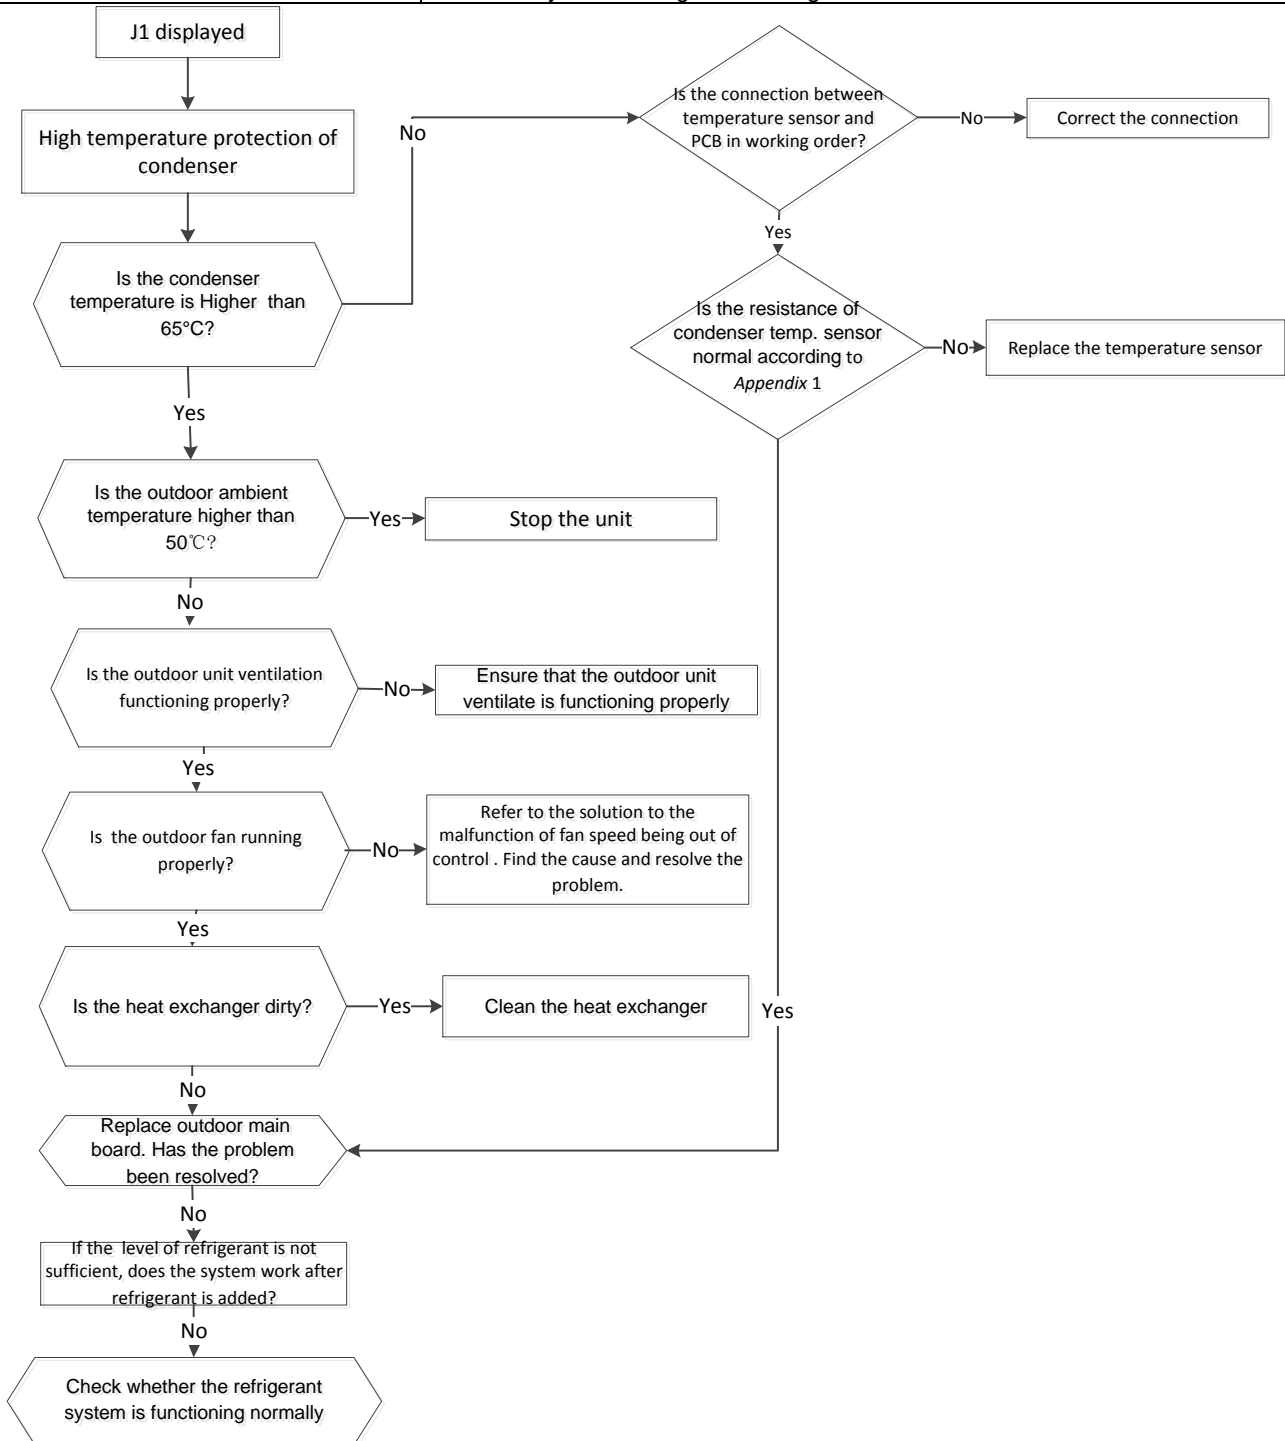 J1 displayed
High temperature protection of
condenser
Is the condenser
temperature is Higher than
65°C?
No
Is the connection between
temperature sensor and
PCB in working order?
No
Correct the connection
Yes
Is the resistance of
condenser temp. sensor
normal according to
Appendix 1
No
Replace the temperature sensor
Yes
Is the outdoor ambient
temperature higher than
50℃?
Yes
Stop the unit
No
Is the outdoor unit ventilation
functioning properly?
No
Ensure that the outdoor unit
ventilate is functioning properly
Yes
Is the outdoor fan running
properly?
No
Refer to the solution to the
malfunction of fan speed being out of
control . Find the cause and resolve the
problem.
Yes
Is the heat exchanger dirty?
Yes
Clean the heat exchanger
Yes
No
Replace outdoor main
board. Has the problem
been resolved?
No
If the level of refrigerant is not
sufficient, does the system work after
refrigerant is added?
No
Check whether the refrigerant
system is functioning normally